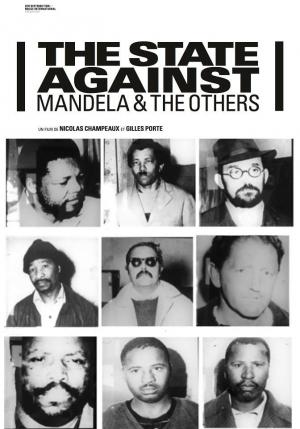 THE STATE
AGAINST
MANDELA & THE OTHERS
UN FILM DE NICOLAS CHAMPEAUX ET GILLES PORTE